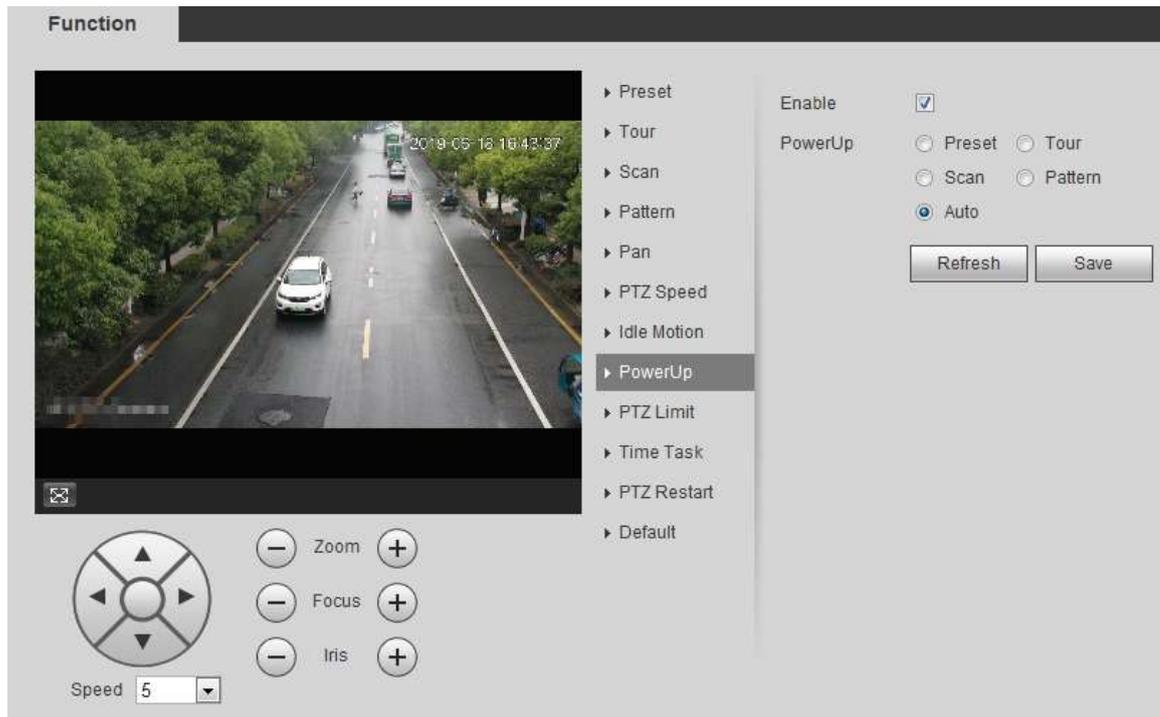 Function
2019-05-18 16:43:37
Preset
Tour
Scan
Pattern
Pan
PTZ Speed
Idle Motion
PowerUp
PTZ Limit
Time Task
PTZ Restart
Default
Enable
PowerUp
Preset Tour
Scan Pattern
Auto
Refresh Save
Zoom
Focus
Iris
Speed 5